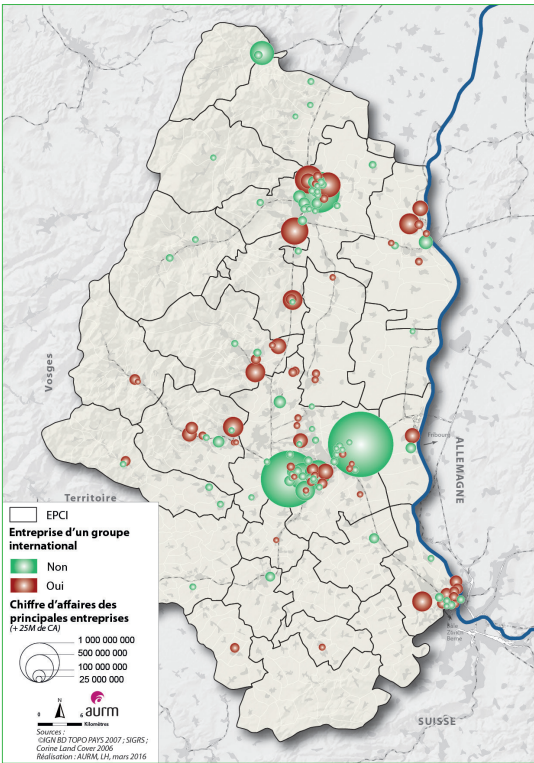 Vosges
Fribourg
ALLEMAGNE
Territoire
EPCI
Entreprise d'un groupe
international
Non
Oui
Chiffre d'affaires des
principales entreprises
(+ 25M de CA)
1 000 000 000
500 000 000
100 000 000
25 000 000
N
0 6
Kilomètres
aurm
Sources :
©IGN BD TOPO PAYS 2007 ; SIGRS ;
Corine Land Cover 2006
Réalisation : AURM, LH, mars 2016
Berne
SUISSE